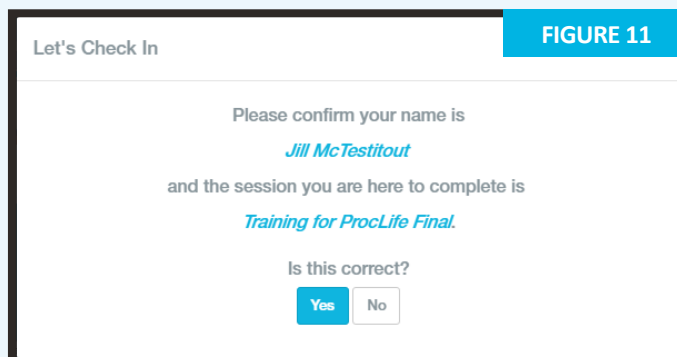 FIGURE 11
Let's Check In
Please confirm your name is
Jill McTestitout
and the session you are here to complete is
Training for ProcLife Final.
Is this correct?
Yes No